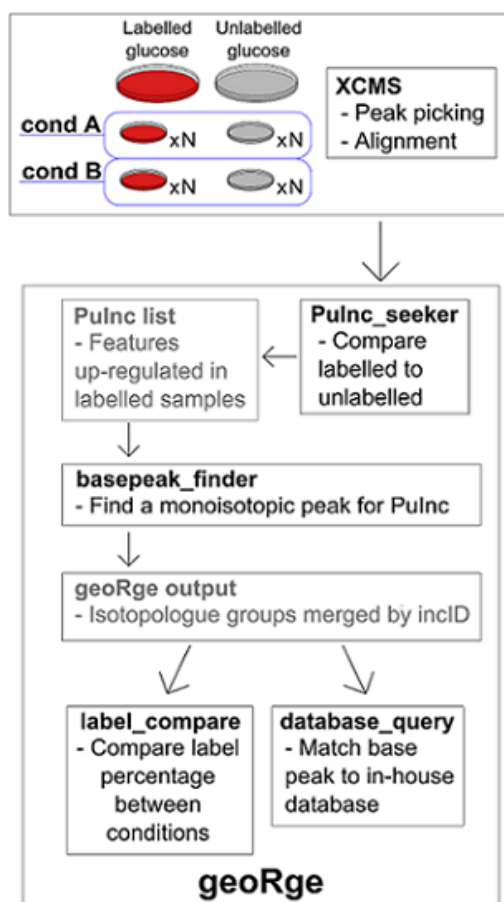 Labelled glucose
Unlabelled glucose
cond A
xN
xN
cond B
xN
xN
XCMS
- Peak picking
- Alignment
PuInc_seeker
- Compare
labelled to
unlabelled
PuInc list
- Features
up-regulated in
labelled samples
basepeak_finder
- Find a monoisotopic peak for PuInc
geoRge output
- Isotopologue groups merged by incID
label_compare
- Compare label
percentage
between
conditions
database_query
- Match base
peak to in-house
database
geoRge